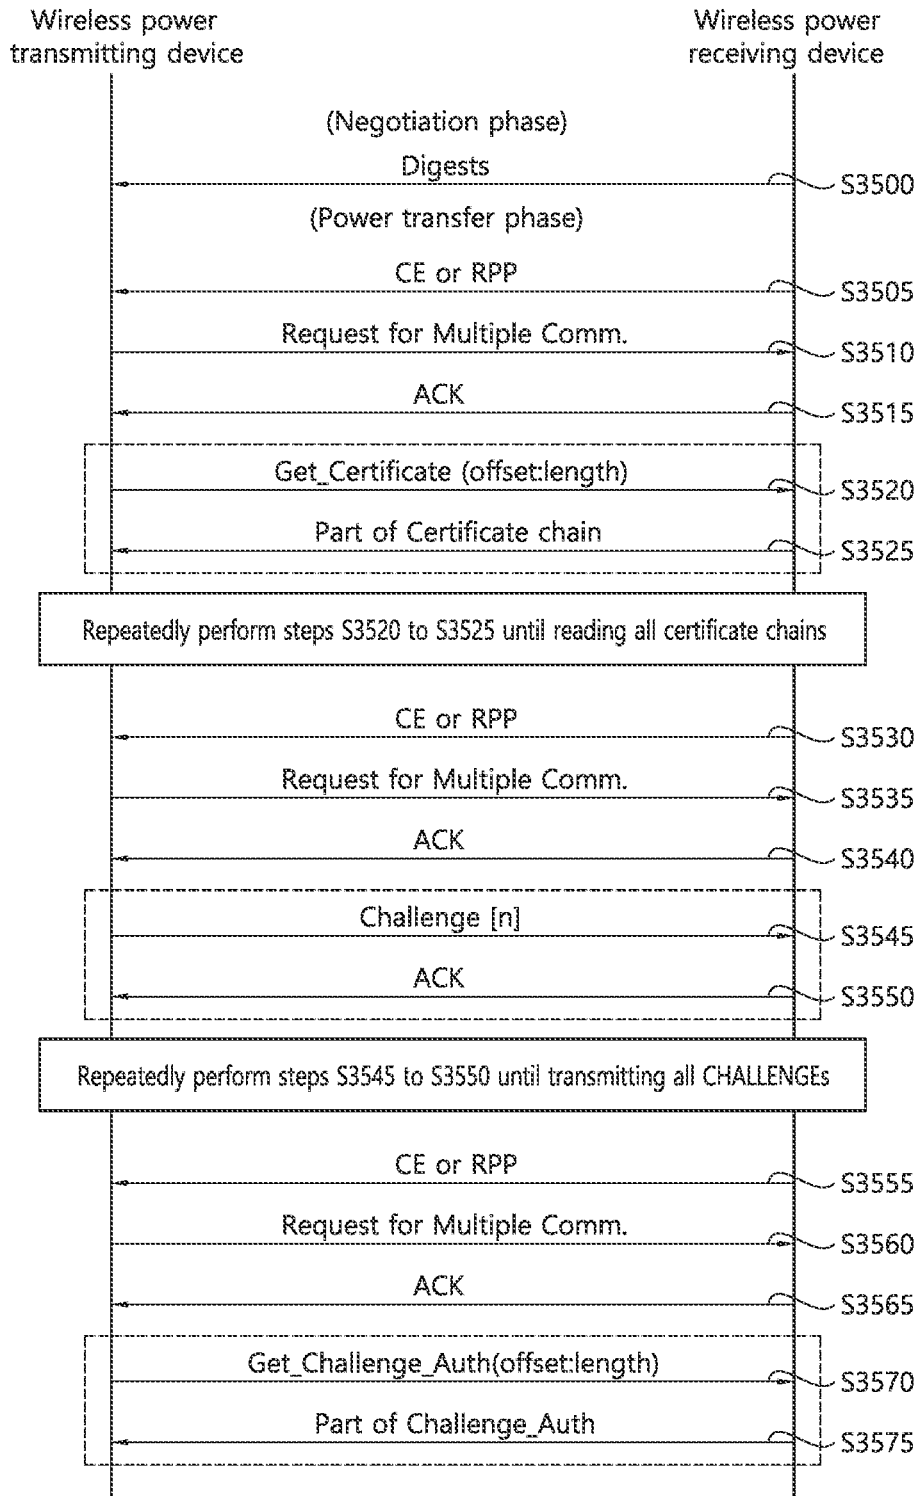 Wireless power
transmitting device
Wireless power
receiving device
(Negotiation phase)
Digests
S3500
(Power transfer phase)
CE or RPP
S3505
Request for Multiple Comm.
S3510
ACK
S3515
Get_Certificate (offset:length)
S3520
Part of Certificate chain
S3525
Repeatedly perform steps S3520 to S3525 until reading all certificate chains
CE or RPP
S3530
Request for Multiple Comm.
S3535
ACK
S3540
Challenge [n]
S3545
ACK
S3550
Repeatedly perform steps S3545 to S3550 until transmitting all CHALLENGEs
CE or RPP
S3555
Request for Multiple Comm.
S3560
ACK
S3565
Get_Challenge_Auth(offset:length)
S3570
Part of Challenge_Auth
S3575